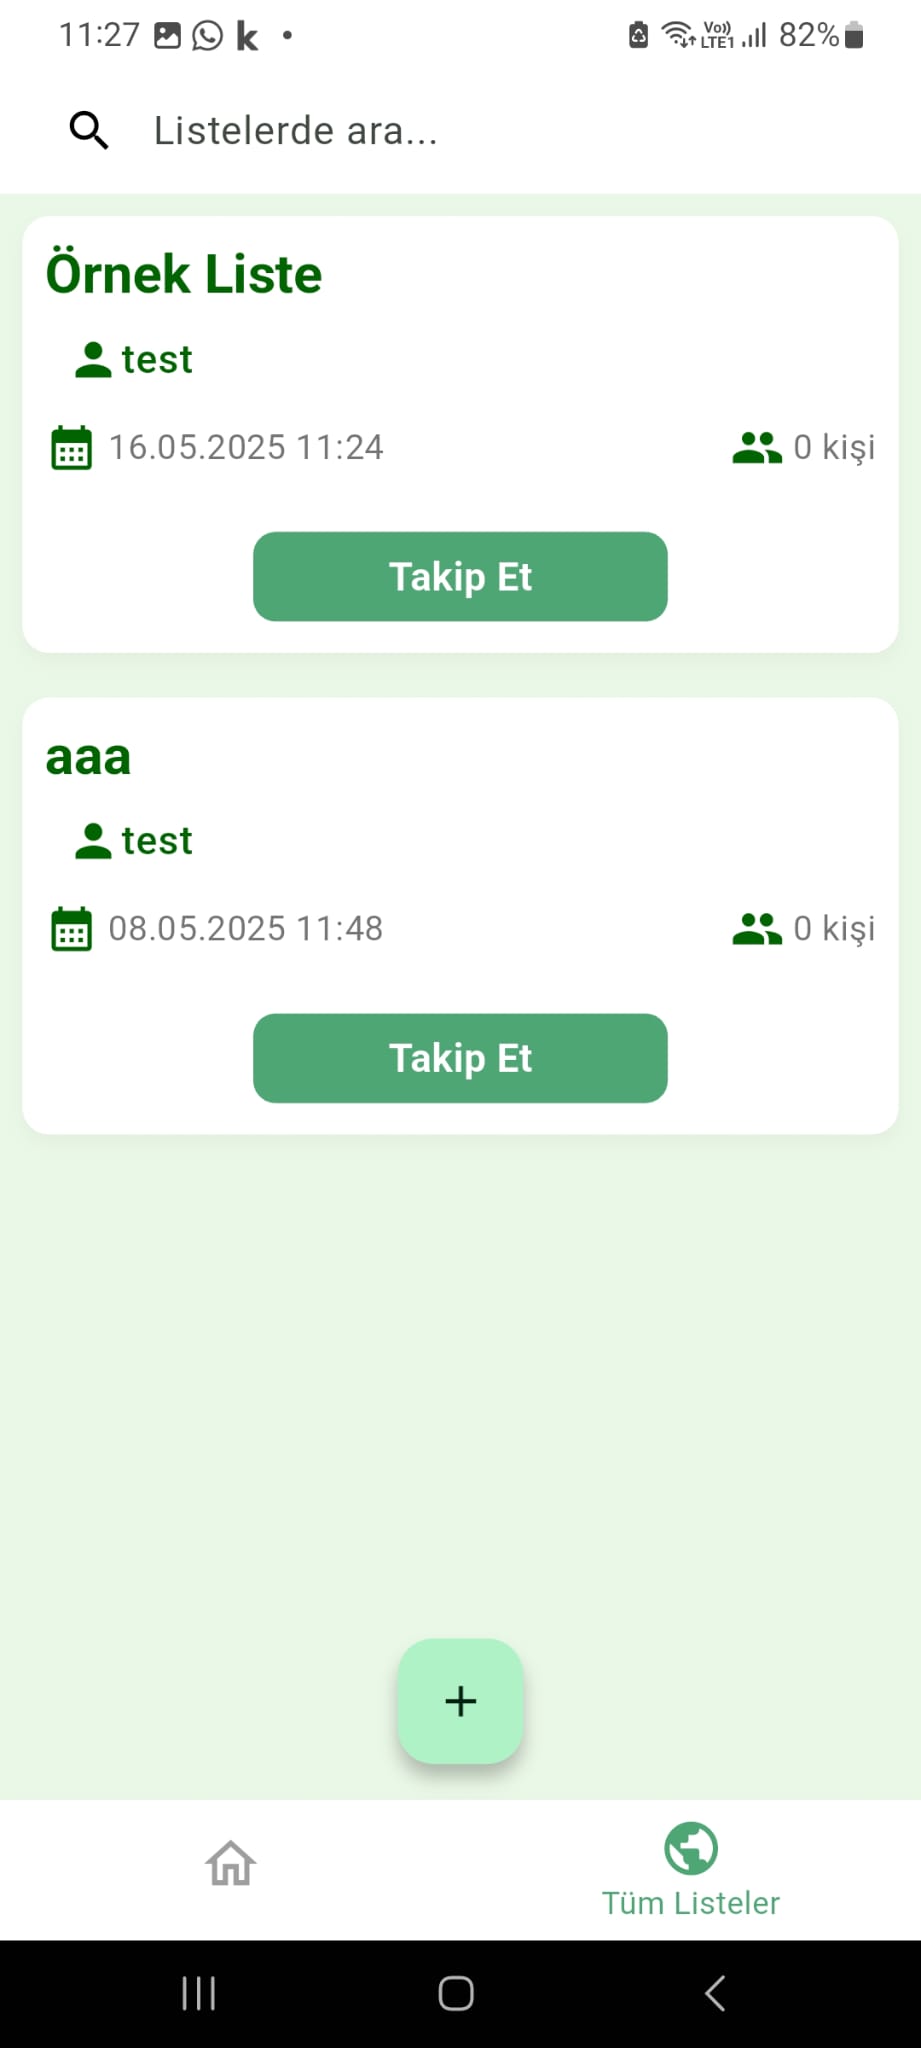 11:27 k • Vo)) LTE1 82%
Listelerde ara...
Örnek Liste
test
16.05.2025 11:24 0 kişi
Takip Et
aaa
test
08.05.2025 11:48 0 kişi
Takip Et
+
Tüm Listeler